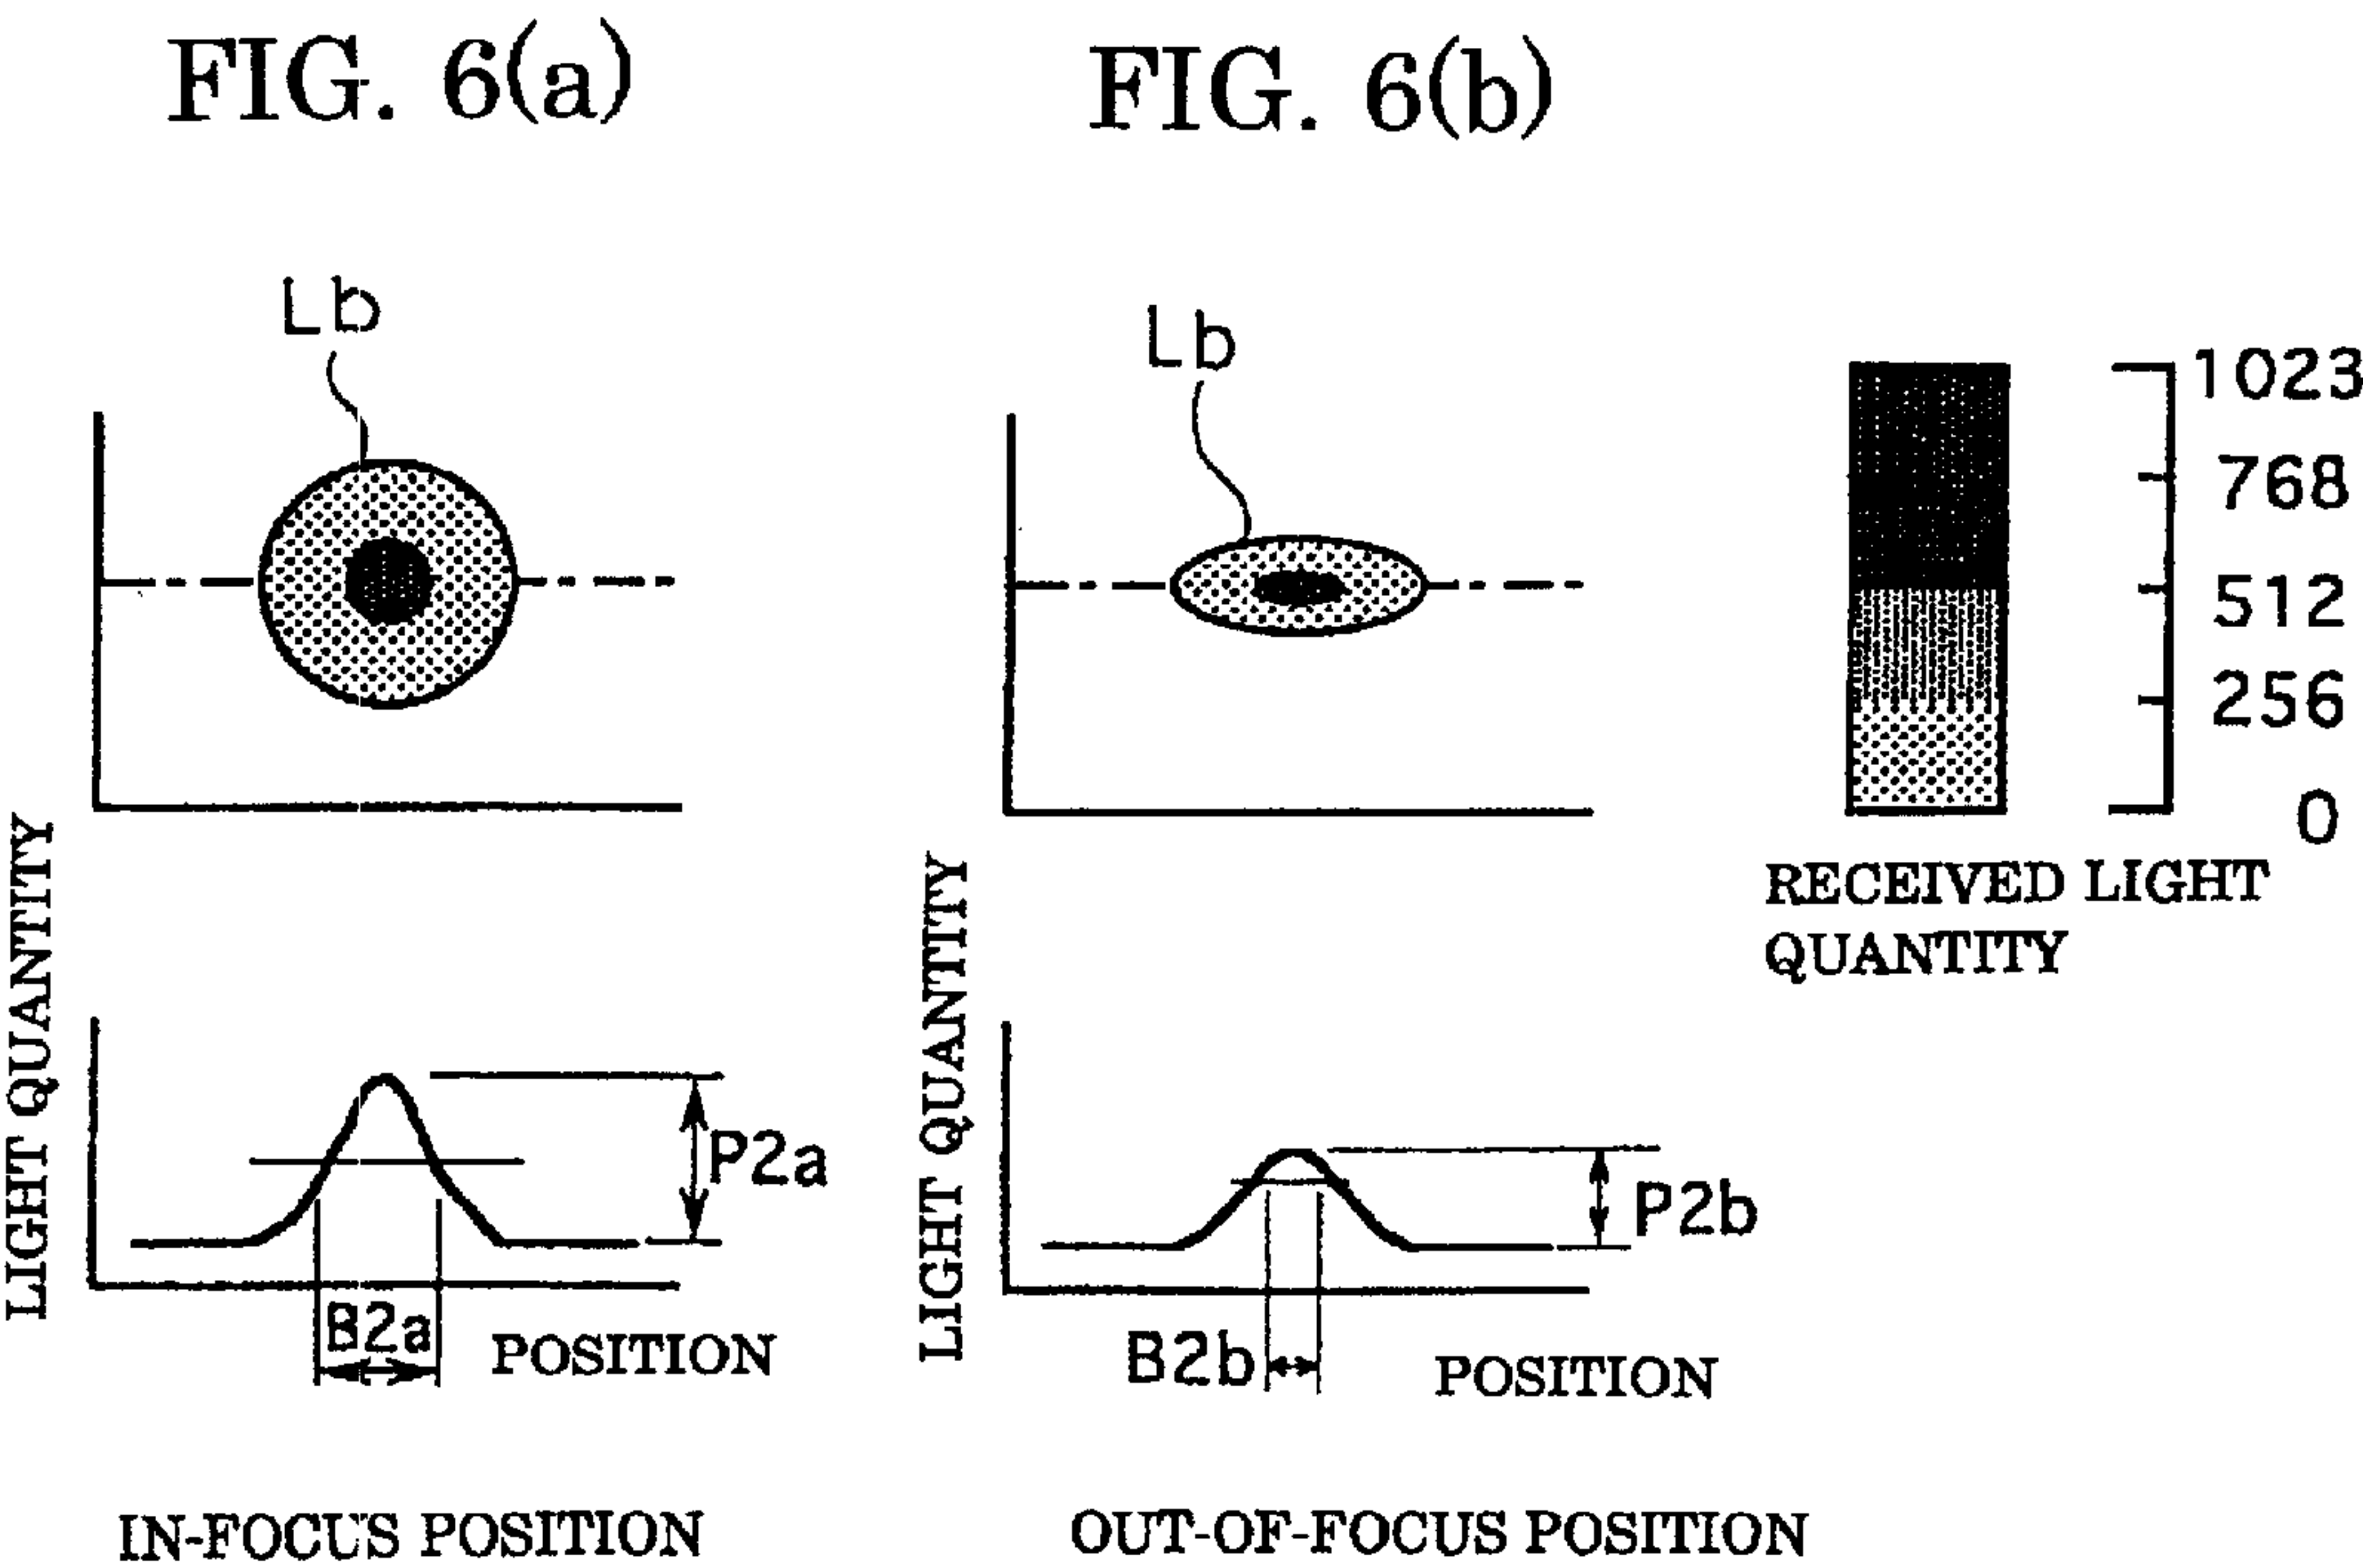 FIG. 6(a)
FIG. 6(b)
Lb
Lb
1023
768
512
256
0
RECEIVED LIGHT
QUANTITY
LIGHT QUANTITY
P2a
B2a
POSITION
LIGHT QUANTITY
P2b
B2b
POSITION
IN-FOCUS POSITION
OUT-OF-FOCUS POSITION